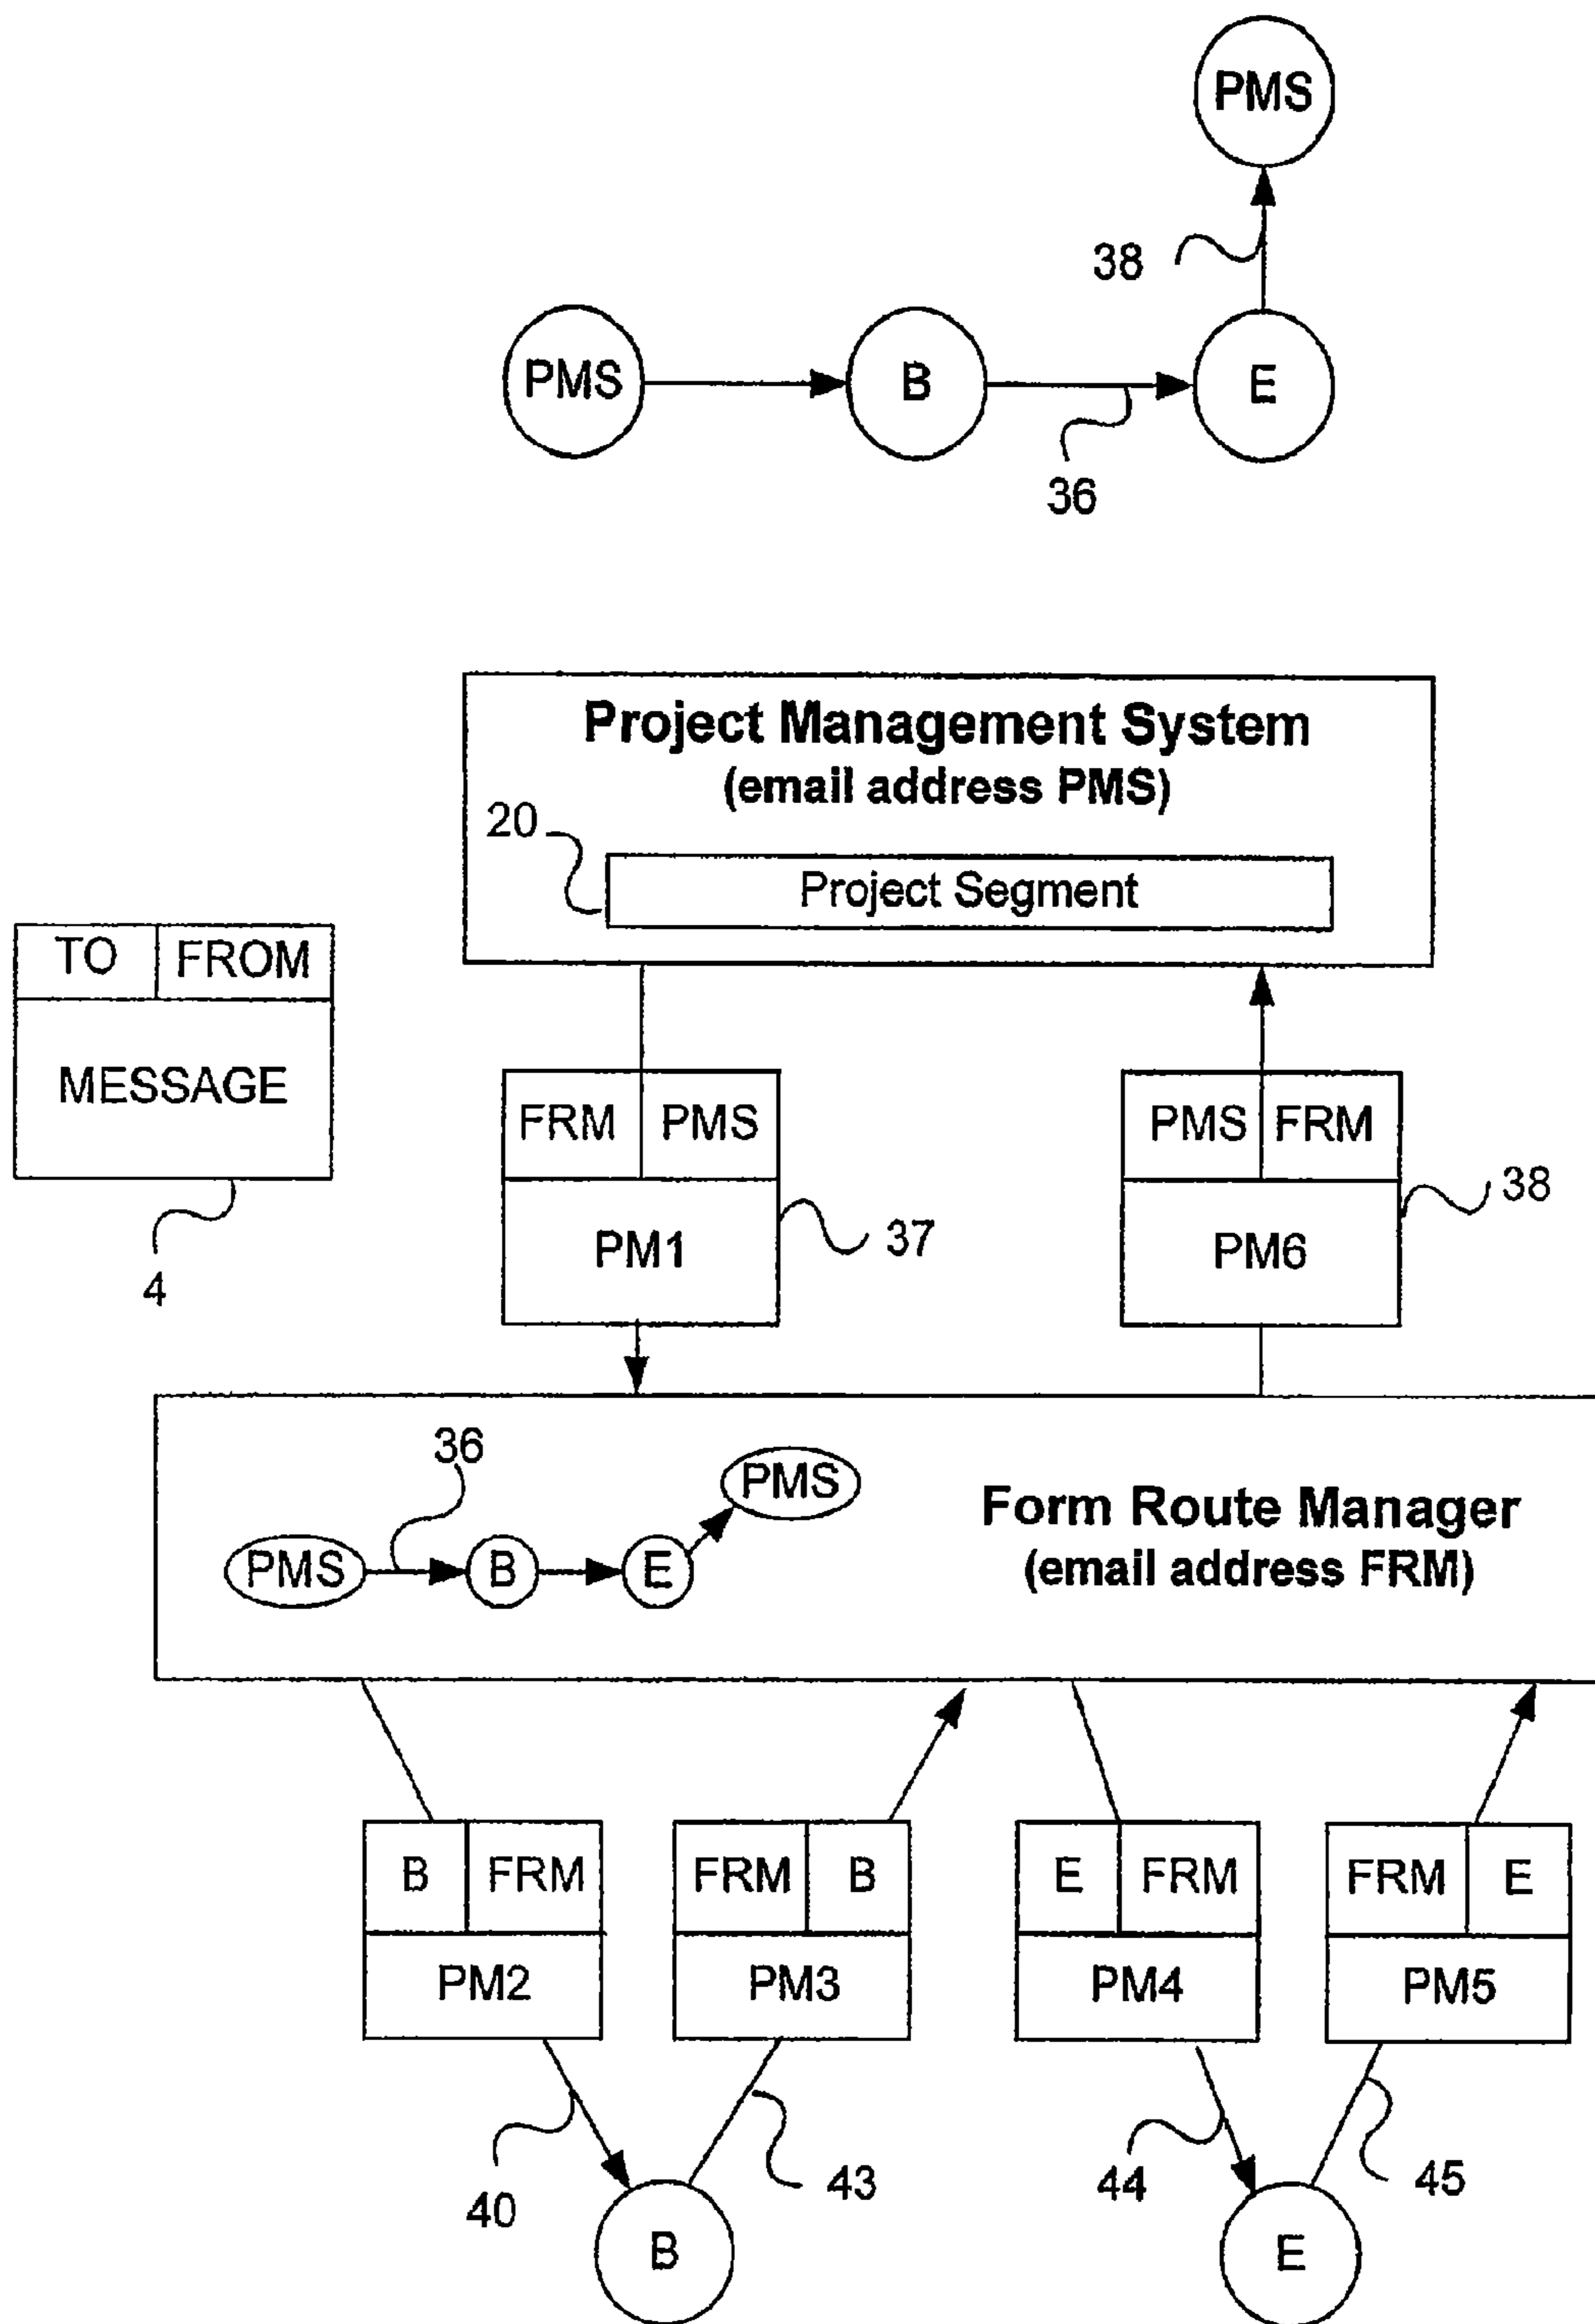 PMS
38
PMS
B
E
36
Project Management System
(email address PMS)
20
Project Segment
TO FROM
MESSAGE
4
FRM PMS
PM1
37
PMS FRM
PM6
38
36
PMS
PMS
B
E
Form Route Manager
(email address FRM)
B FRM
PM2
FRM B
PM3
E FRM
PM4
FRM E
PM5
40
43
44
45
B
E